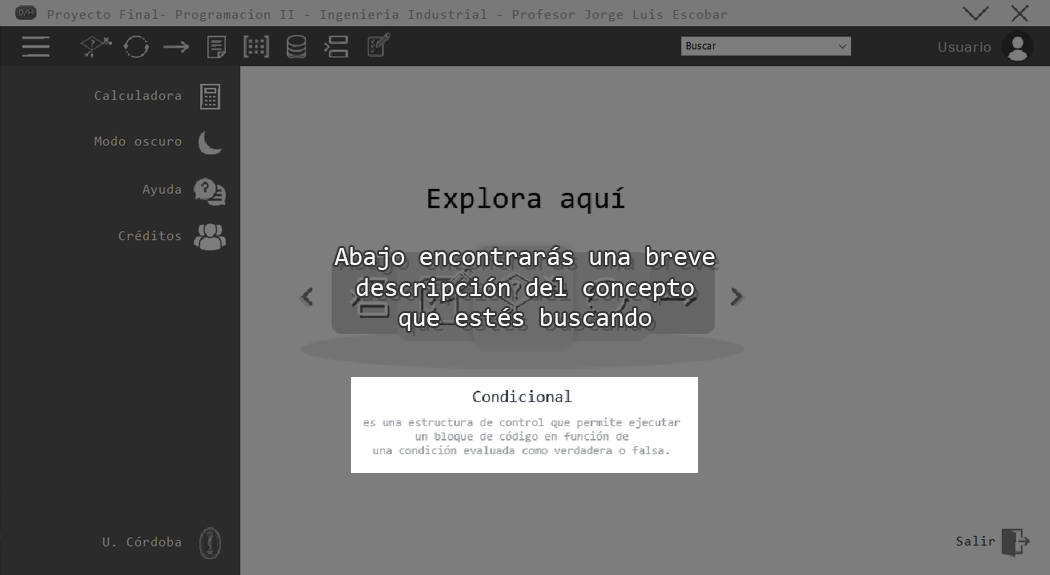 D/H Proyecto Final- Programacion II - Ingenieria Industrial - Profesor Jorge Luis Escobar
Buscar
Usuario
Calculadora
Modo oscuro
Ayuda
Créditos
Explora aquí
Abajo encontrarás una breve
descripción del concepto
que estés buscando
Condicional
es una estructura de control que permite ejecutar
un bloque de código en función de
una condición evaluada como verdadera o falsa.
U. Córdoba
Salir